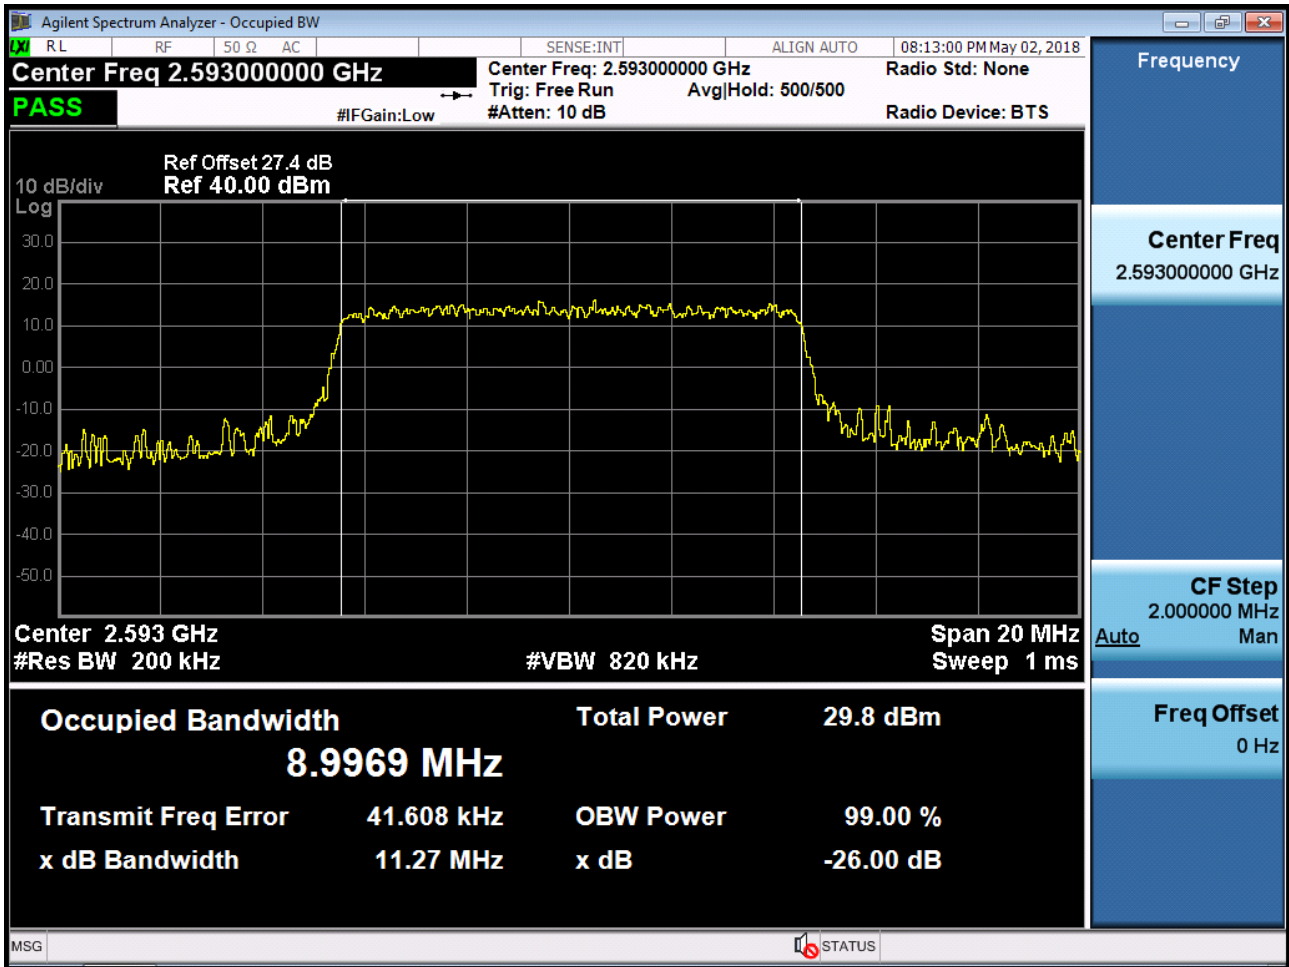 Agilent Spectrum Analyzer - Occupied BW
LXI RL RF 50 Ω AC SENSE:INT ALIGN AUTO 08:13:00 PM May 02, 2018
Center Freq 2.593000000 GHz
Center Freq: 2.593000000 GHz Radio Std: None
Trig: Free Run Avg|Hold: 500/500
PASS
#IFGain:Low #Atten: 10 dB Radio Device: BTS
Ref Offset 27.4 dB
10 dB/div Ref 40.00 dBm
Log
30.0
20.0
10.0
0.00
-10.0
-20.0
-30.0
-40.0
-50.0
Center 2.593 GHz Span 20 MHz
#Res BW 200 kHz #VBW 820 kHz Sweep 1 ms
Occupied Bandwidth Total Power 29.8 dBm
8.9969 MHz
Transmit Freq Error 41.608 kHz OBW Power 99.00 %
x dB Bandwidth 11.27 MHz x dB -26.00 dB
MSG STATUS
Frequency
Center Freq
2.593000000 GHz
CF Step
2.000000 MHz
Auto Man
Freq Offset
0 Hz